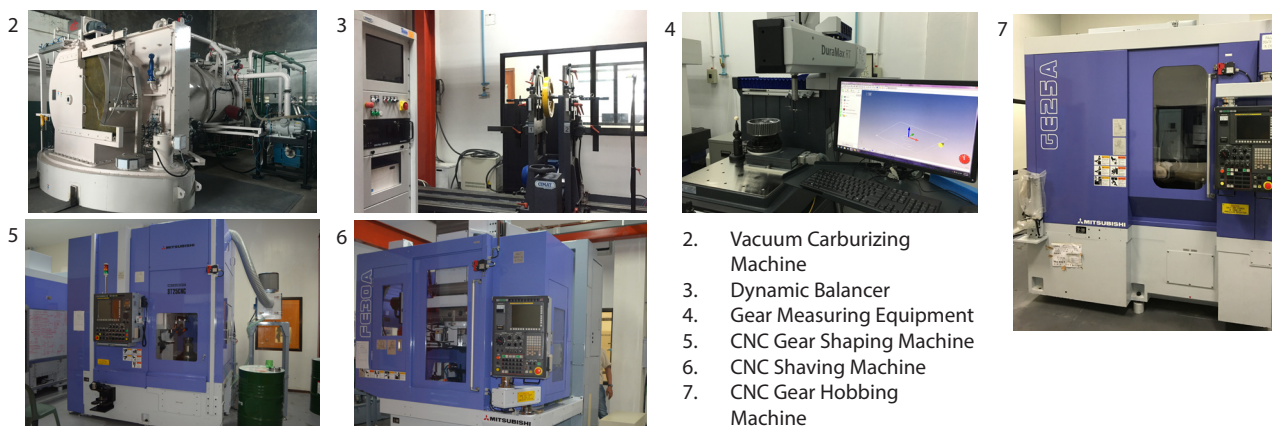 2
3
4
DuraMax RT
7
GE25A
MITSUBISHI
5
MITSUBISHI
6
FE30A
MITSUBISHI
2. Vacuum Carburizing
Machine
3. Dynamic Balancer
4. Gear Measuring Equipment
5. CNC Gear Shaping Machine
6. CNC Shaving Machine
7. CNC Gear Hobbing
Machine